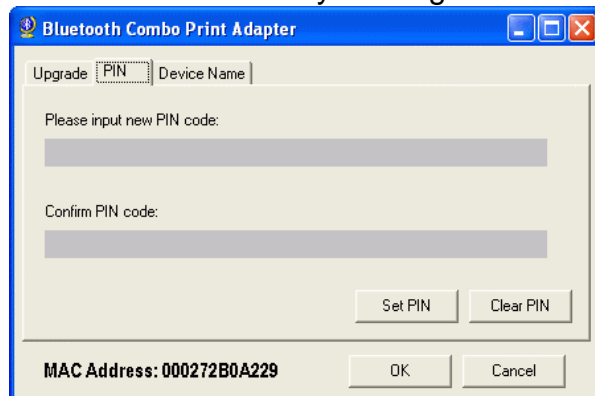 Bluetooth Combo Print Adapter
Upgrade PIN Device Name
Please input new PIN code:
Confirm PIN code:
Set PIN Clear PIN
MAC Address: 000272B0A229 OK Cancel